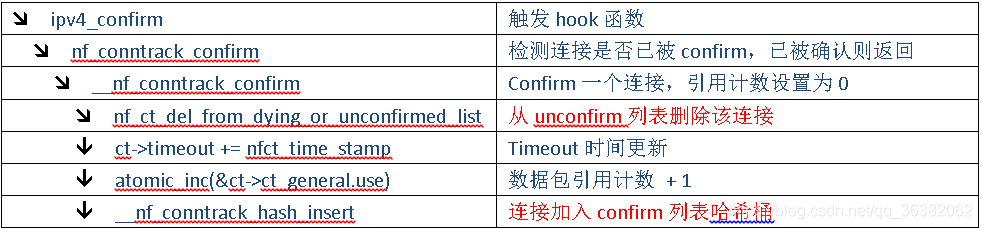 ipv4_confirm 触发 hook 函数
nf_conntrack_confirm 检测连接是否已被 confirm，已被确认则返回
__nf_conntrack_confirm Confirm 一个连接，引用计数设置为 0
nf_ct_del_from_dying_or_unconfirmed_list 从 unconfirm 列表删除该连接
ct->timeout += nfct_time_stamp Timeout 时间更新
atomic_inc(&ct->ct_general.use) 数据包引用计数 + 1
__nf_conntrack_hash_insert 连接加入 confirm 列表哈希桶
blog.csdn.net/qq_36382062